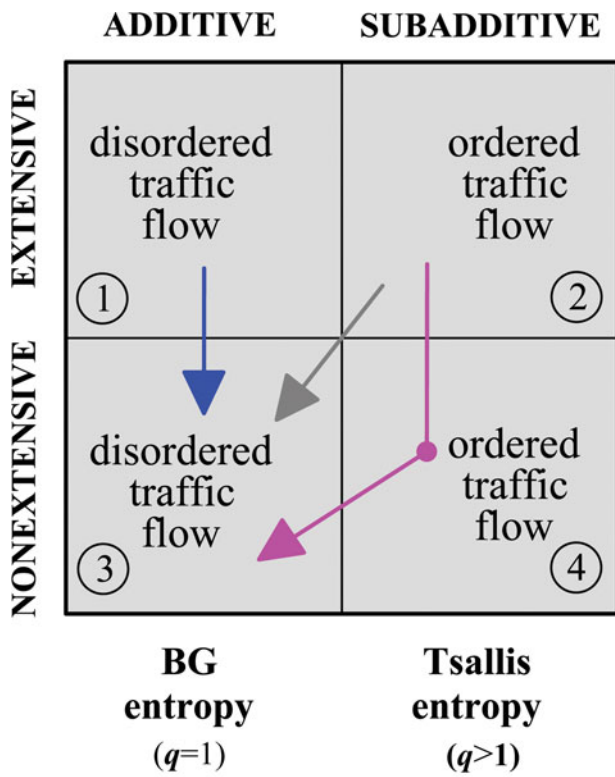 ADDITIVE
SUBADDITIVE
EXTENSIVE
disordered
traffic
flow
1
ordered
traffic
flow
2
NONEXTENSIVE
disordered
traffic
flow
3
ordered
traffic
flow
4
BG
entropy
(q=1)
Tsallis
entropy
(q>1)